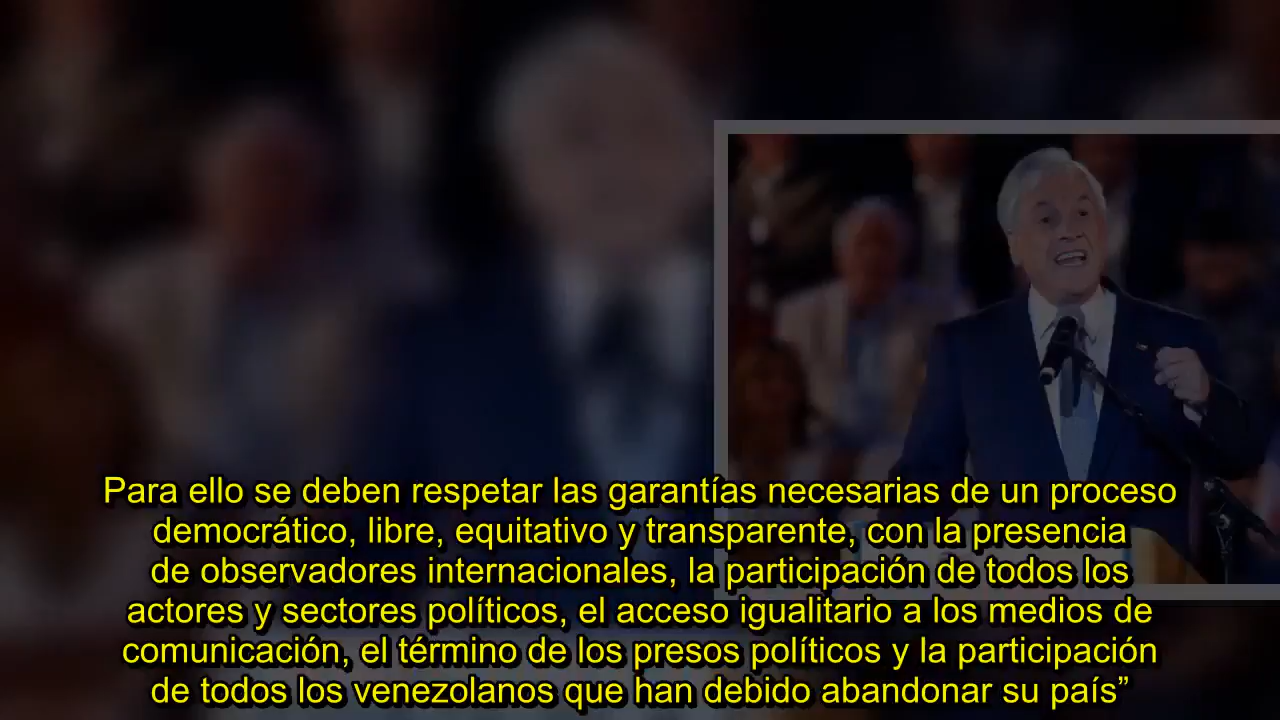 Para ello se deben respetar las garantías necesarias de un proceso
democrático, libre, equitativo y transparente, con la presencia
de observadores internacionales, la participación de todos los
actores y sectores políticos, el acceso igualitario a los medios de
comunicación, el término de los presos políticos y la participación
de todos los venezolanos que han debido abandonar su país”